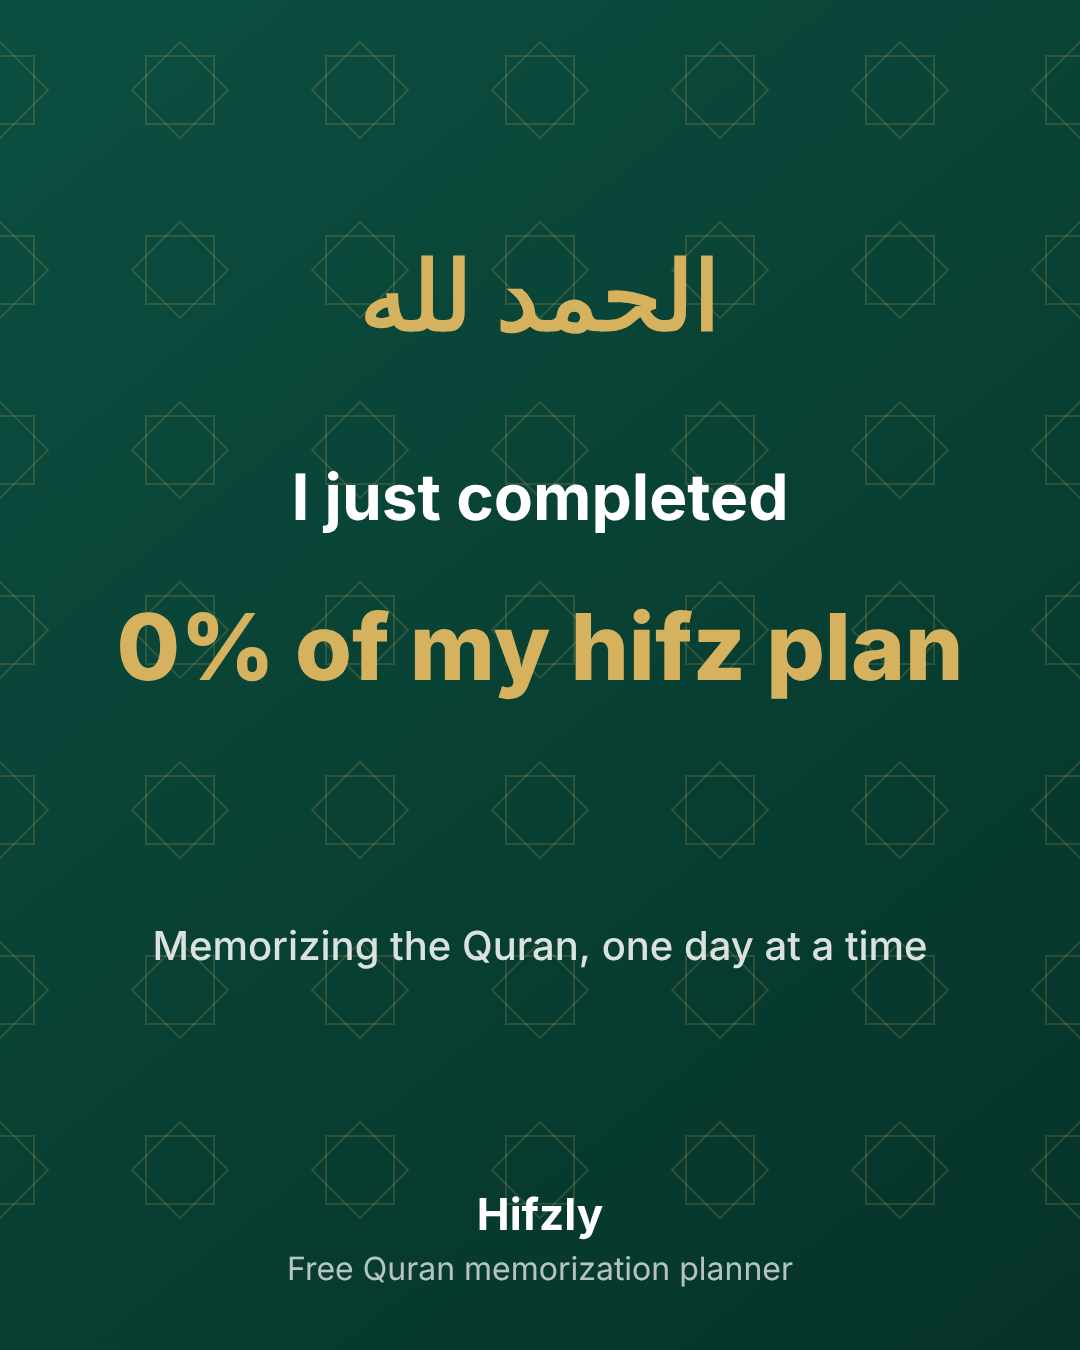 الحمد لله
I just completed
0% of my hifz plan
Memorizing the Quran, one day at a time
Hifzly
Free Quran memorization planner